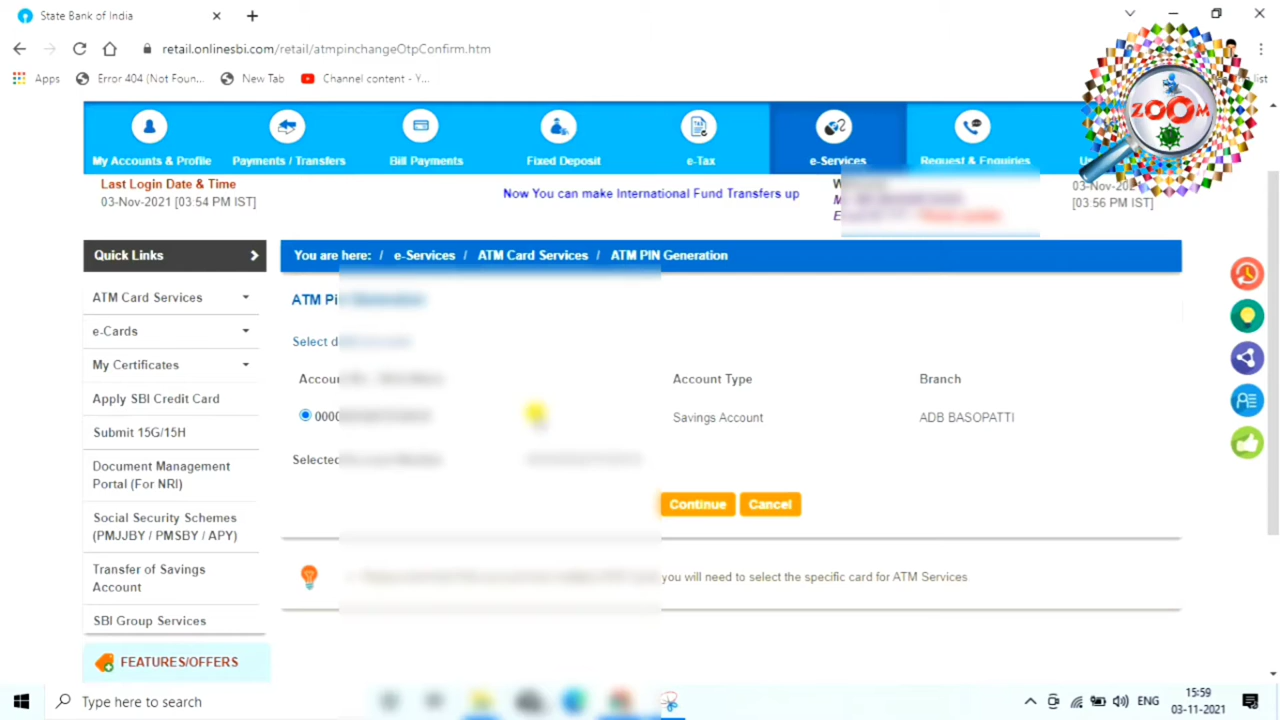 State Bank of India
retail.onlinesbi.com/retail/atmpinchangeOtpConfirm.htm
Apps
Error 404 (Not Foun...
New Tab
Channel content - Y...
list
ZOOM
My Accounts & Profile
Payments / Transfers
Bill Payments
Fixed Deposit
e-Tax
e-Services
Request & Enquiries
Last Login Date & Time
03-Nov-2021 [03:54 PM IST]
Now You can make International Fund Transfers up
[03:56 PM IST]
Quick Links
You are here: / e-Services / ATM Card Services / ATM PIN Generation
ATM Card Services
e-Cards
My Certificates
Apply SBI Credit Card
Submit 15G/15H
Document Management
Portal (For NRI)
Social Security Schemes
(PMJJBY / PMSBY / APY)
Transfer of Savings
Account
SBI Group Services
FEATURES/OFFERS
ATM
Select
Account Type
Branch
Savings Account
ADB BASOPATTI
Selected
Continue
Cancel
you will need to select the specific card for ATM Services
Type here to search
ENG
15:59
03-11-2021